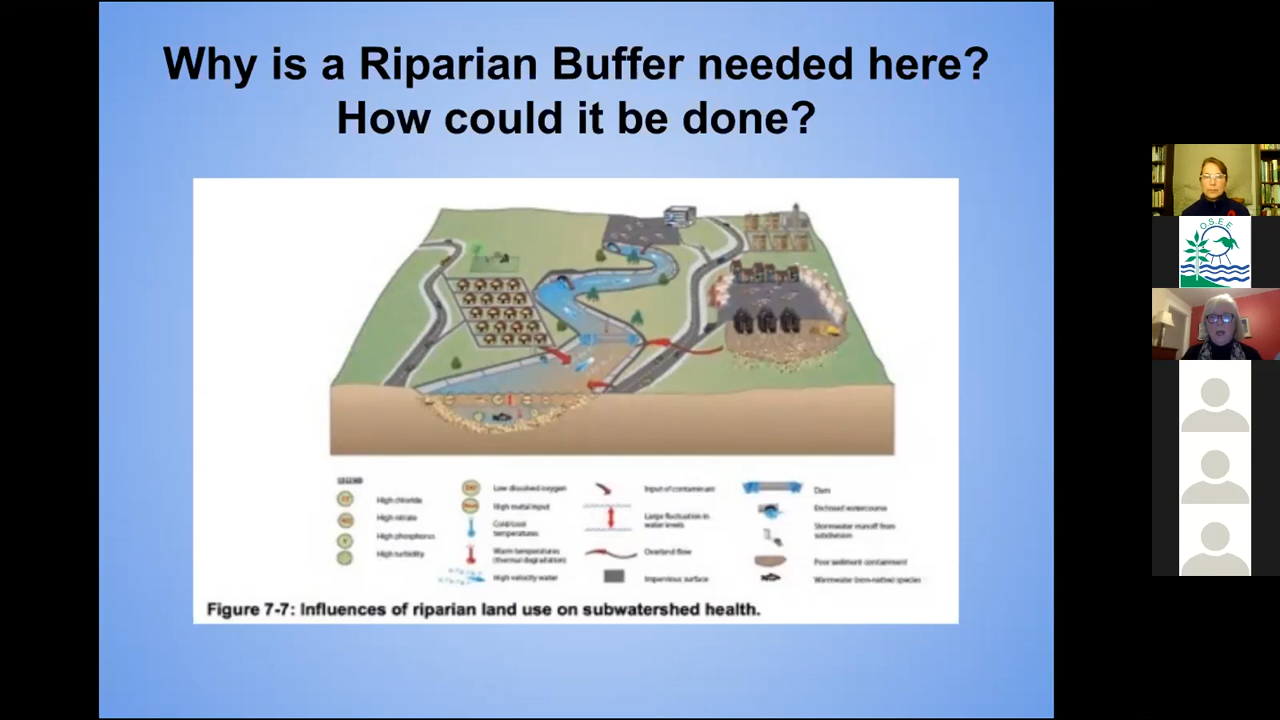 Why is a Riparian Buffer needed here?
How could it be done?
O.S.E.E
LEGEND
High chloride
High nitrate
High phosphorus
High turbidity
Low dissolved oxygen
High metal input
Cold/cool
temperatures
Warm temperatures
(thermal degradation)
High velocity water
Input of contaminant
Large fluctuation in
water levels
Overland flow
Impervious surface
Dam
Enclosed watercourse
Stormwater runoff from
subdivision
Poor sediment containment
Warmwater (non-native) species
Figure 7-7: Influences of riparian land use on subwatershed health.